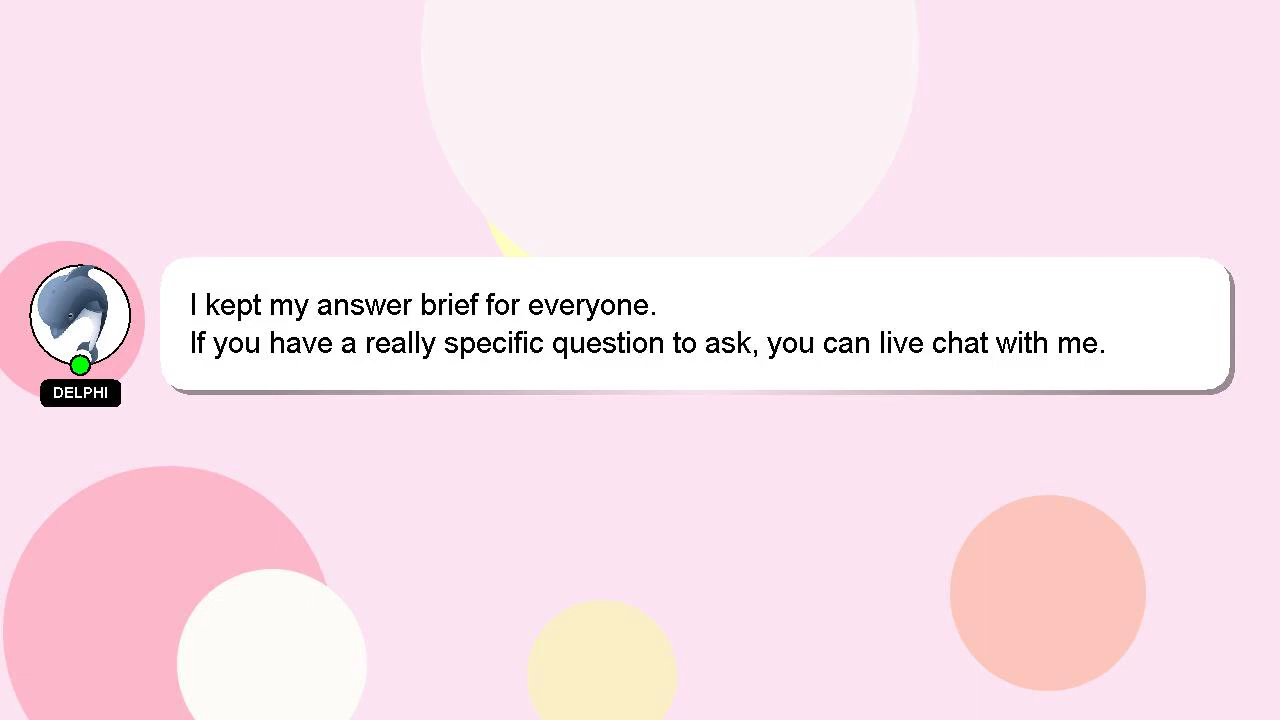 I kept my answer brief for everyone.
If you have a really specific question to ask, you can live chat with me.
DELPHI